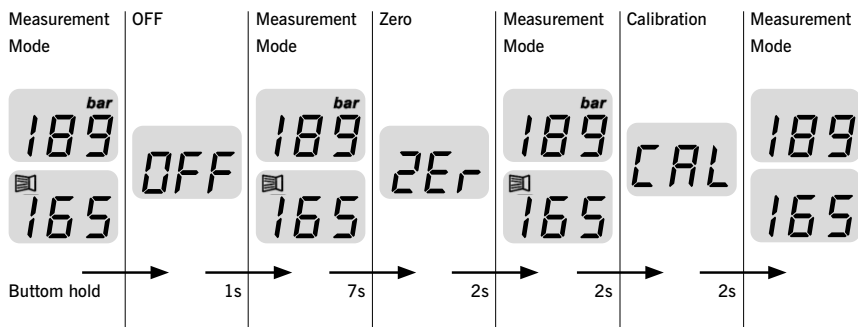 Measurement Mode
OFF
Measurement Mode
Zero
Measurement Mode
Calibration
Measurement Mode
bar
189
165
OFF
bar
189
165
2Er
bar
189
165
CAL
189
165
Buttom hold
1s
7s
2s
2s
2s